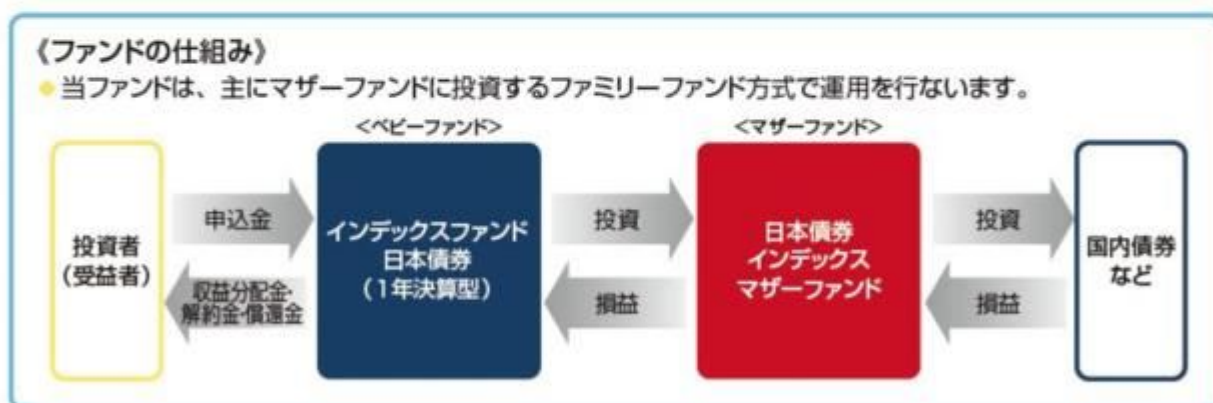 《ファンドの仕組み》
● 当ファンドは、主にマザーファンドに投資するファミリーファンド方式で運用を行ないます。
<ベビーファンド>
<マザーファンド>
投資者
(受益者)
申込金
収益分配金・
解約金・償還金
インデックスファンド
日本債券
(1年決算型)
投資
損益
日本債券
インデックス
マザーファンド
投資
損益
国内債券
など